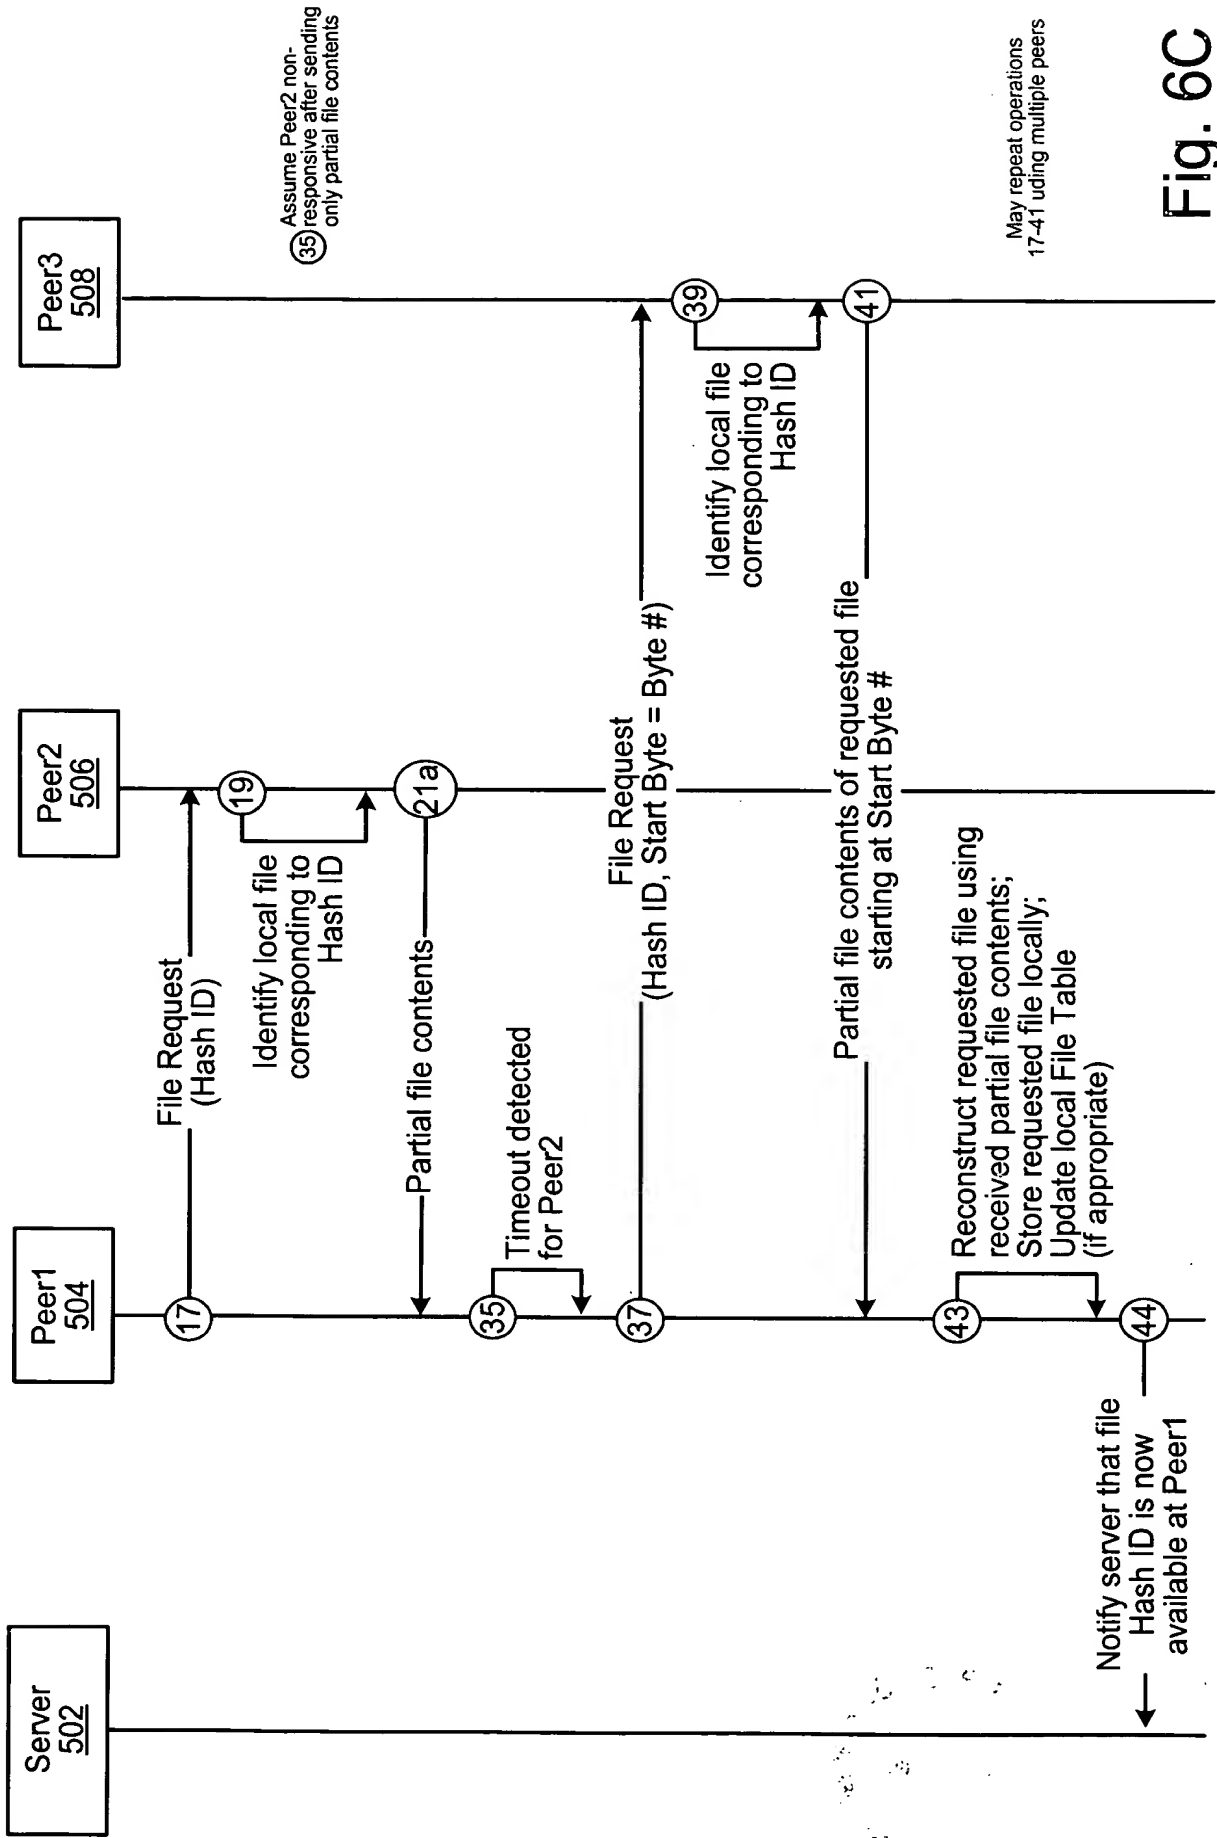 Server
502
Peer1
504
Peer2
506
Peer3
508
17
File Request
(Hash ID)
19
Identify local file
corresponding to
Hash ID
21a
Partial file contents
Assume Peer2 non-
35 responsive after sending
only partial file contents
35
Timeout detected
for Peer2
37
File Request
(Hash ID, Start Byte = Byte #)
39
Identify local file
corresponding to
Hash ID
41
Partial file contents of requested file
starting at Start Byte #
43
Reconstruct requested file using
received partial file contents;
Store requested file locally;
Update local File Table
(if appropriate)
44
Notify server that file
Hash ID is now
available at Peer1
May repeat operations
17-41 uding multiple peers
Fig. 6C